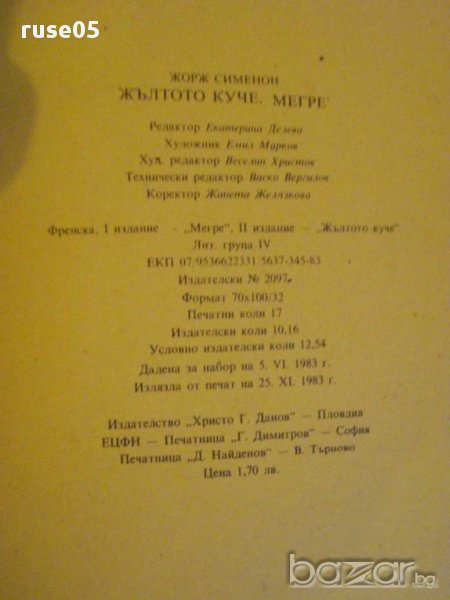 ruse05
ЖОРЖ СИМЕНОН
ЖЪЛТОТО КУЧЕ. МЕГРЕ
Редактор Екатерина Делева
Художник Емил Марков
Худ. редактор Веселин Христов
Технически редактор Васко Вергилов
Коректор Жанета Желязкова
Френска, I издание - „Мегре“, II издание — „Жълтото куче“
Лит. група IV
ЕКП 07/9536622331/5637-345-83
Издателски № 2097
Формат 70x100/32
Печатни коли 17
Издателски коли 10,16
Условно издателски коли 12,54
Дадена за набор на 5. VI. 1983 г.
Излязла от печат на 25. XI. 1983 г.
Издателство „Христо Г. Данов“ — Пловдив
ЕЦФН — Печатница „Г. Димитров“ — София
Печатница „Д. Найденов“ — В. Търново
Цена 1,70 лв.
bazar.bg